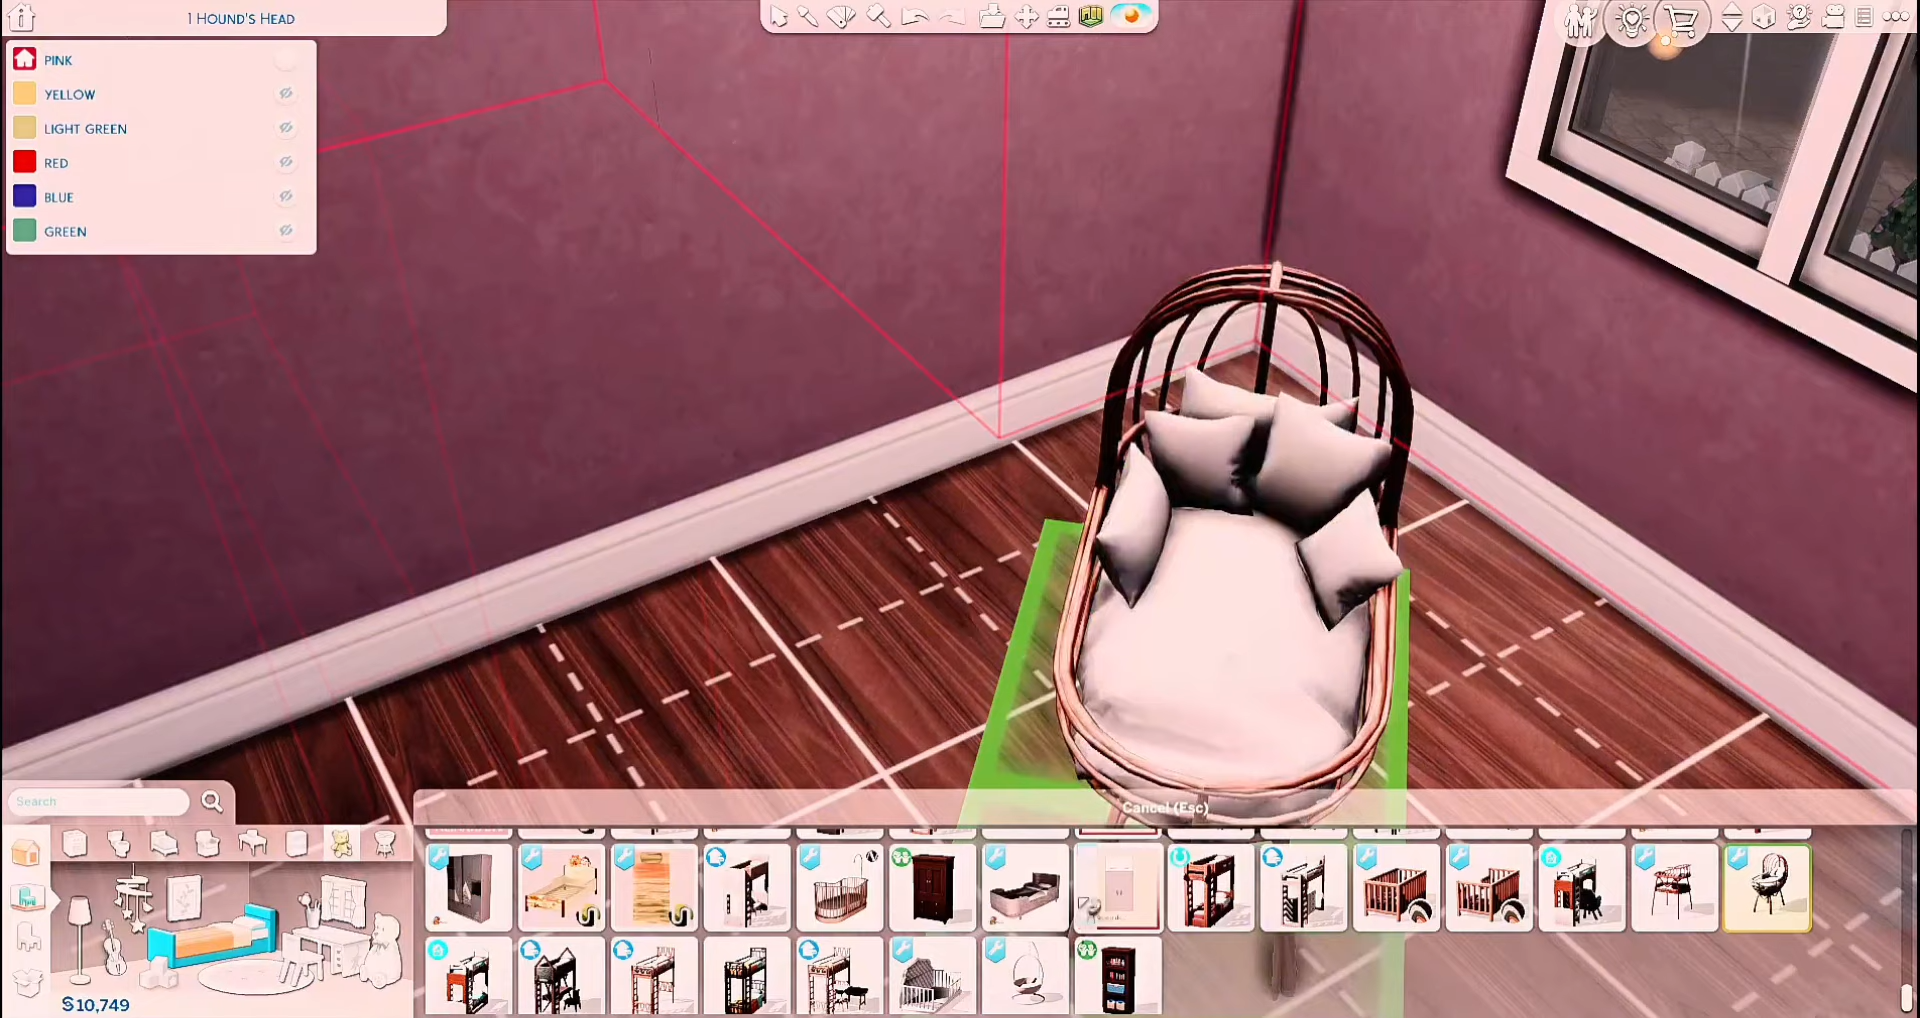 1 HOUND'S HEAD
PINK
YELLOW
LIGHT GREEN
RED
BLUE
GREEN
Search
Cancel (Esc)
§10,749